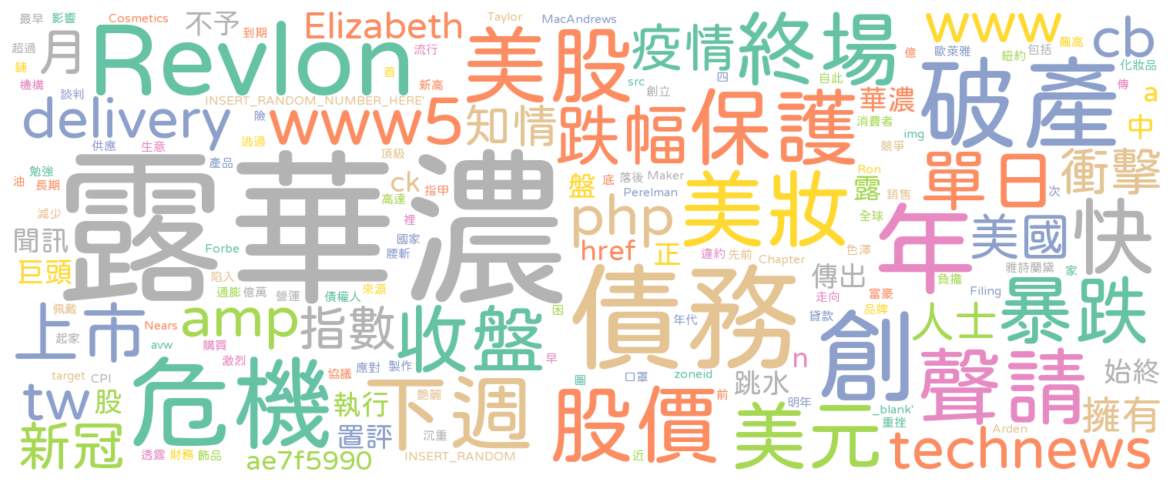 最早 影響 Cosmetics 不予 到期 Elizabeth Taylor MacAndrews www cb
超過 月 Revlon 流行 美股 疫情 終場 億 歐萊雅 紐約 包括 飆高
鏈 機構 談判 INSERT_RANDOM_NUMBER_HERE' 首 新高 src 四 創立 自此 破產 化妝品 傳
delivery www5 知情 跌幅 保護 華濃 消費者 img a
供應 生意 險 逃過 競爭 中
勉強 產品 頂級 單日 衝擊
油 長期 露華濃 ck 指甲 盤 底 落後 Maker 露 Ron 銷售 次
減少 高達 Perelman 美妝 年 美國 快
聞訊 Forbe 裡 國家 php 全球
巨頭 腰斬 href 正 違約 先前 色澤 雅詩蘭黛 家
陷入 通膨 億萬 營運 債權人 來源 Chapter 傳出 負擔
佩戴 債務 走向 富豪 Filing 暴跌
上市 起家 Nears amp 指數 收盤 困 年代 貸款 品牌 創 人士
avw 購買 激烈 早
target CPI 危機 協議 應對 製作 下週 圖 口罩 zoneid 跳水 n 聲請 始終
tw 股 執行 艷麗 前 明年 _blank' 擁有
新冠 置評 沉重 股價 美元 重挫 Arden
透露 財務 飾品 ae7f5990 INSERT_RANDOM 近 technews